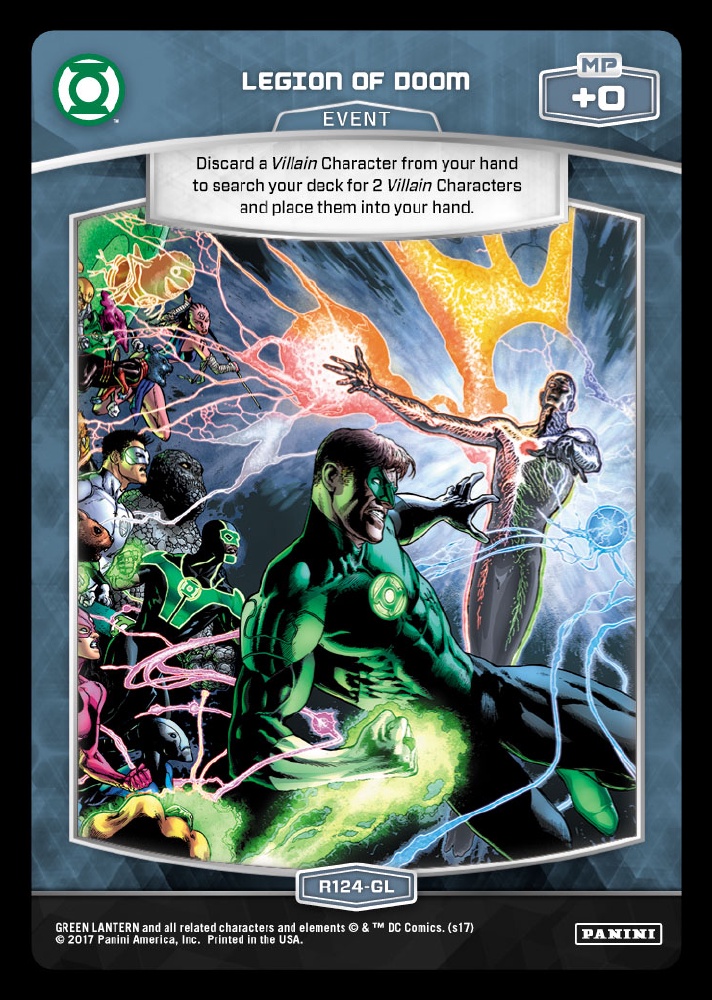 LEGION OF DOOM
MP
+0
EVENT
Discard a Villain Character from your hand
to search your deck for 2 Villain Characters
and place them into your hand.
R124-GL
GREEN LANTERN and all related characters and elements © & ™ DC Comics. (s17)
© 2017 Panini America, Inc. Printed in the USA.
PANINI